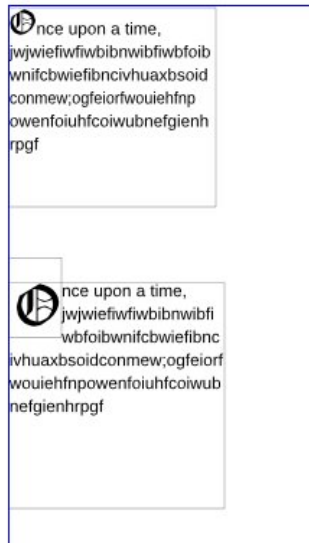 Once upon a time,
jwjwiefiwfiwbibnwibfiwbfoib
wnifcbwiefibncivhuaxbsoid
conmew;ogfeiorfwouiehfnp
owenfoiuhfcoiwubnefgienh
rpgf
Once upon a time,
jwjwiefiwfiwbibnwibfi
wbfoibwnifcbwiefibnc
ivhuaxbsoidconmew;ogfeiorf
wouiehfnpowenfoiuhfcoiwub
nefgienhrpgf